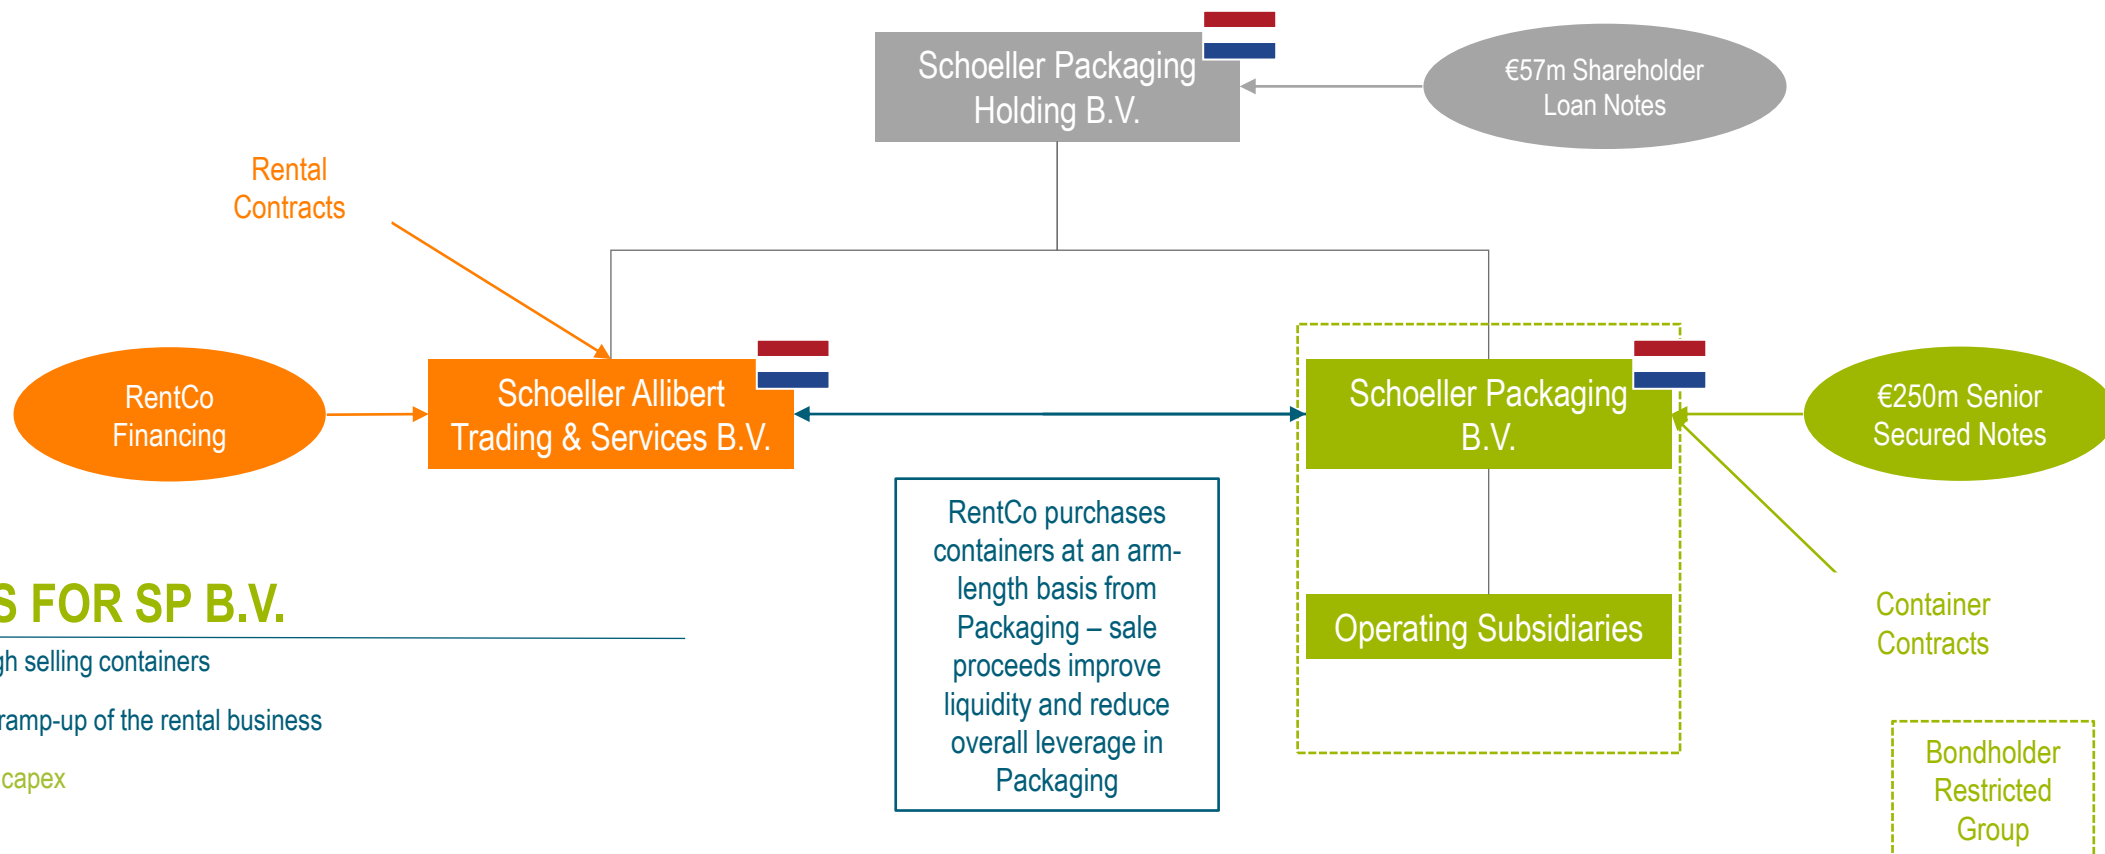 Schoeller Packaging
Holding B.V.
€57m Shareholder
Loan Notes
Rental
Contracts
RentCo
Financing
Schoeller Allibert
Trading & Services B.V.
Schoeller Packaging
B.V.
€250m Senior
Secured Notes
RentCo purchases
containers at an arm-
length basis from
Packaging – sale
proceeds improve
liquidity and reduce
overall leverage in
Packaging
Operating Subsidiaries
Container
Contracts
Bondholder
Restricted
Group
S FOR SP B.V.
gh selling containers
ramp-up of the rental business
capex